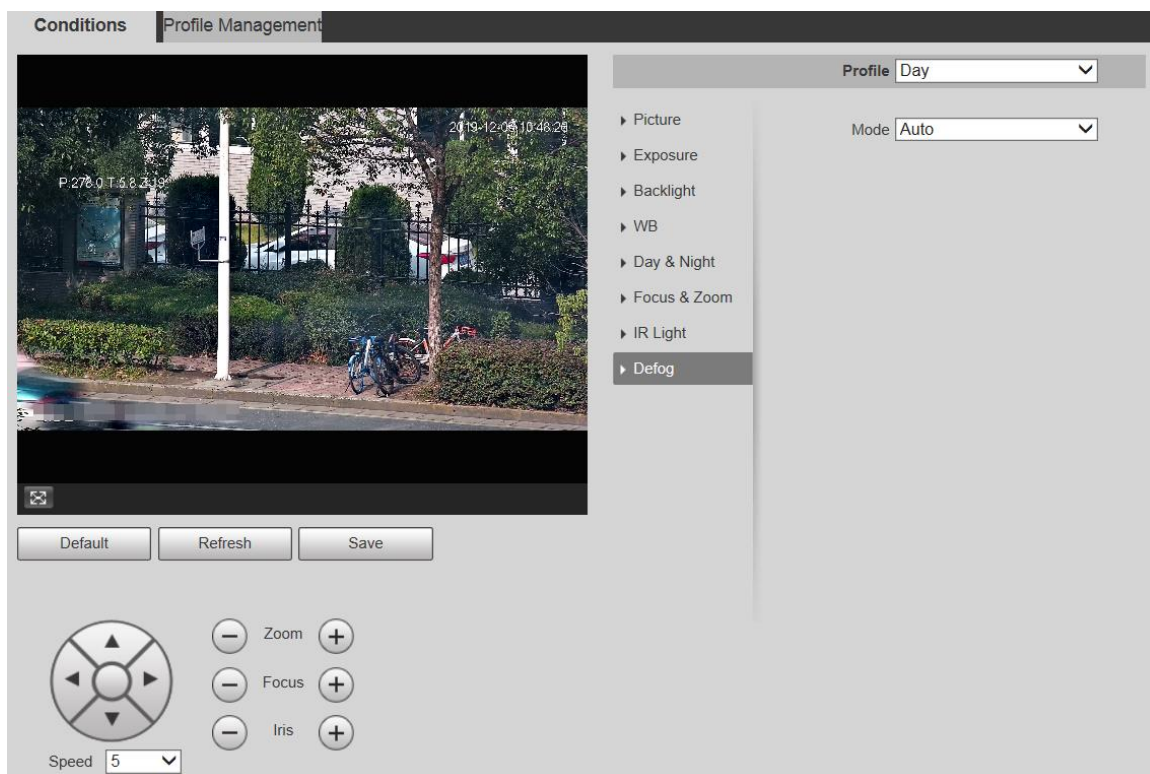 Conditions Profile Management
Profile Day
2019-12-05 10:48:26
P:278.0 T:5.8 Z:19
Picture
Mode Auto
Exposure
Backlight
WB
Day & Night
Focus & Zoom
IR Light
Defog
Default Refresh Save
Zoom
Focus
Iris
Speed 5